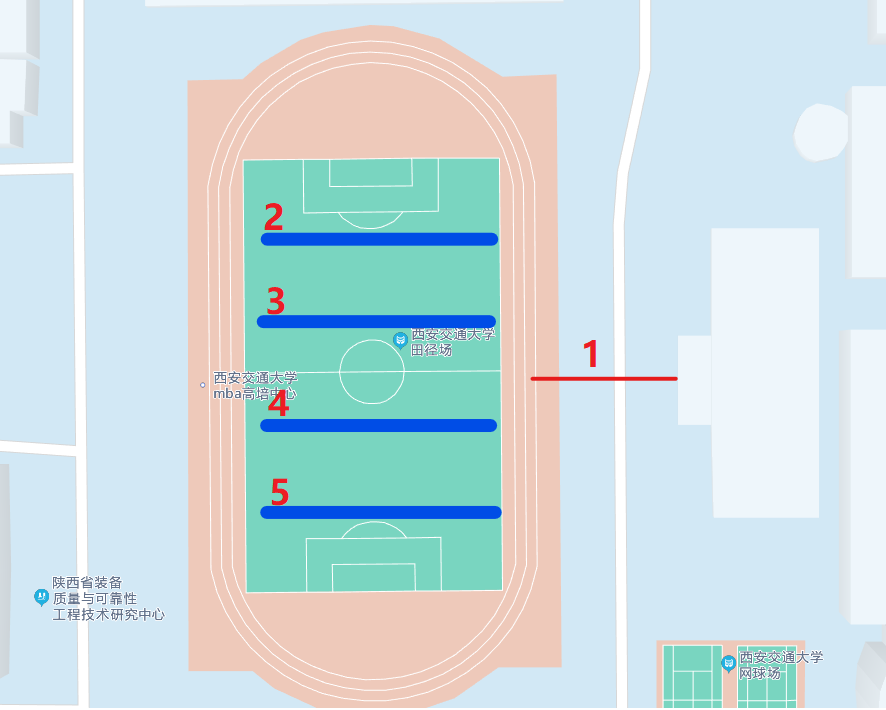 2
3
西安交通大学
田径场
1
西安交通大学
mba高培中心
4
5
陕西省装备
质量与可靠性
工程技术研究中心
西安交通大学
网球场